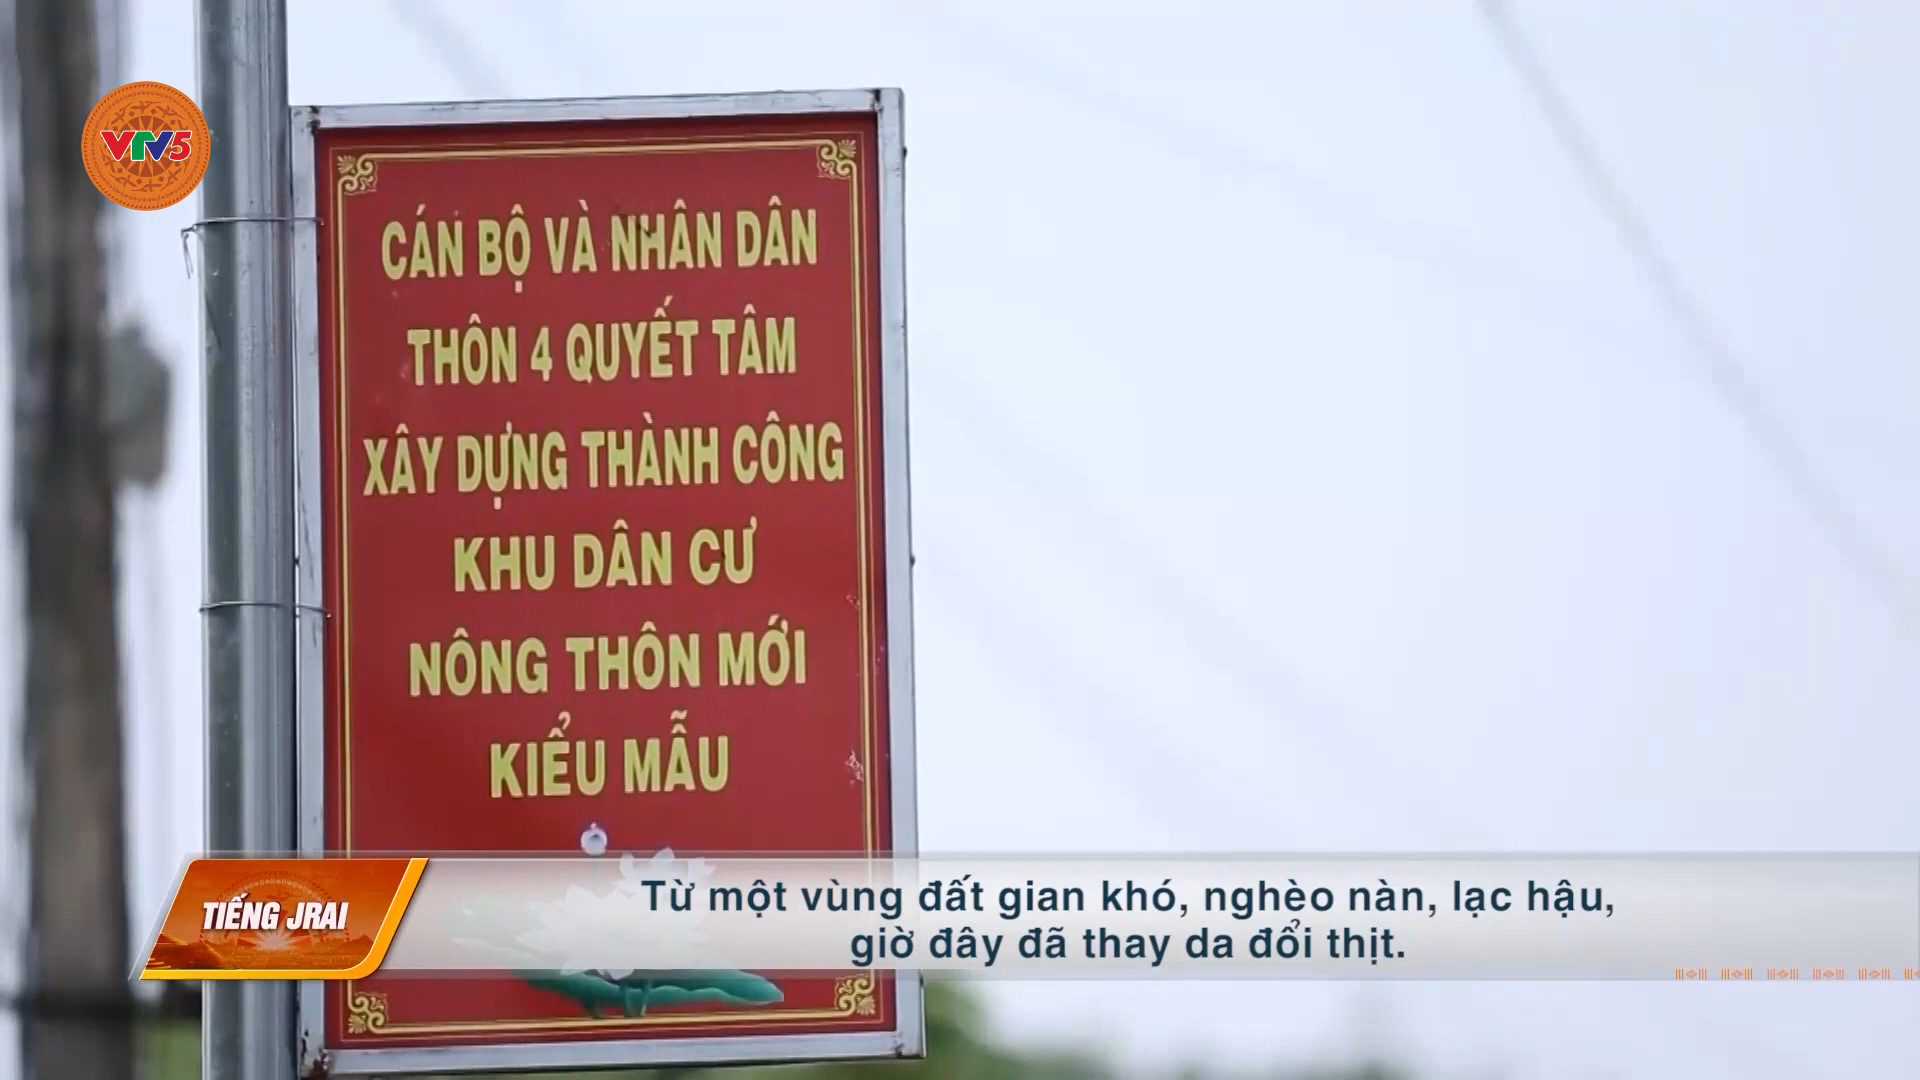 VTV5
CÁN BỘ VÀ NHÂN DÂN
THÔN 4 QUYẾT TÂM
XÂY DỰNG THÀNH CÔNG
KHU DÂN CƯ
NÔNG THÔN MỚI
KIỂU MẪU
TIẾNG JRAI
Từ một vùng đất gian khó, nghèo nàn, lạc hậu,
giờ đây đã thay da đổi thịt.